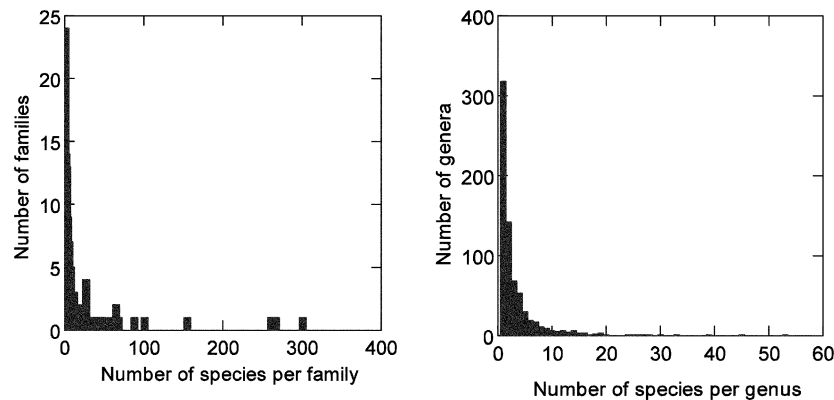 25
20
15
10
5
0
Number of families
0 100 200 300 400
Number of species per family
400
300
200
100
0
Number of genera
0 10 20 30 40 50 60
Number of species per genus